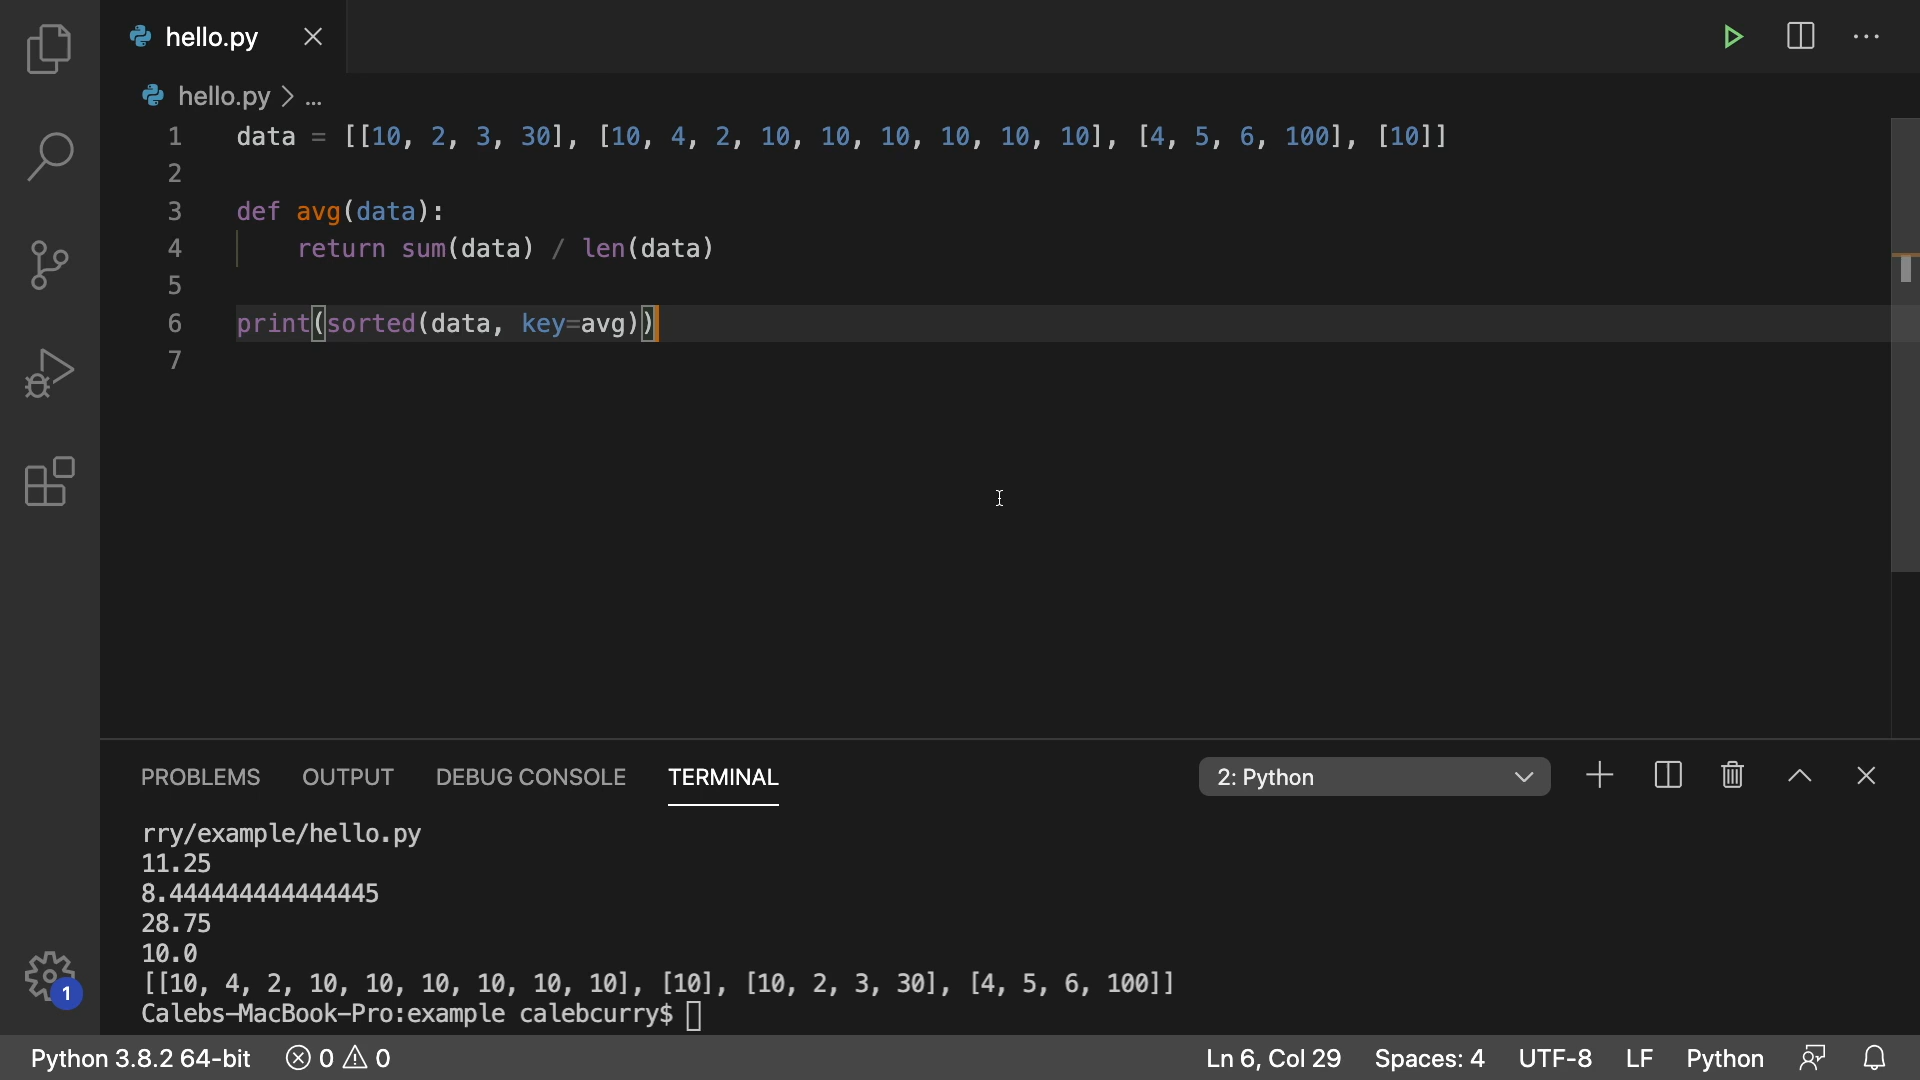 hello.py
hello.py > ...
1 data = [[10, 2, 3, 30], [10, 4, 2, 10, 10, 10, 10, 10, 10], [4, 5, 6, 100], [10]]
2
3 def avg(data):
4     return sum(data) / len(data)
5
6 print(sorted(data, key=avg))
7
PROBLEMS OUTPUT DEBUG CONSOLE TERMINAL 2: Python
rry/example/hello.py
11.25
8.444444444444445
28.75
10.0
[[10, 4, 2, 10, 10, 10, 10, 10, 10], [10], [10, 2, 3, 30], [4, 5, 6, 100]]
1
Calebs-MacBook-Pro:example calebcurry$
Python 3.8.2 64-bit 0 0 Ln 6, Col 29 Spaces: 4 UTF-8 LF Python